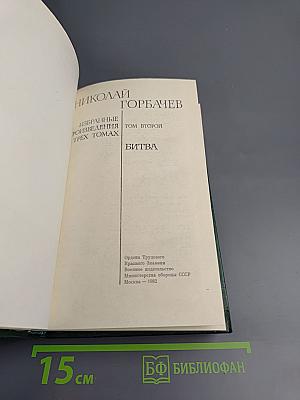 НИКОЛАЙ
ГОРБАЧЕВ
ИЗБРАННЫЕ
ПРОИЗВЕДЕНИЯ
ТРЕХ ТОМАХ
ТОМ ВТОРОЙ
БИТВА
Ордена Трудового
Красного Знамени
Военное издательство
Министерства обороны СССР
Москва — 1982
15 см
БФ БИБЛИОФАН